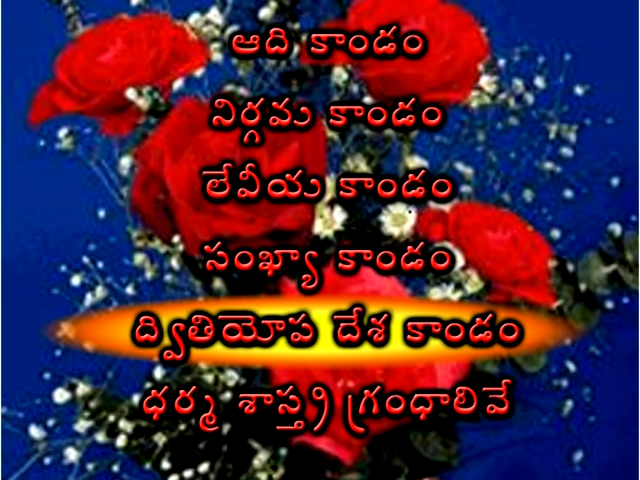 ఆది కాండం
నిర్గమ కాండం
లేవీయ కాండం
సంఖ్యా కాండం
ద్వితియోప దేశ కాండం
ధర్మ శాస్త్ర గ్రంధాలివే